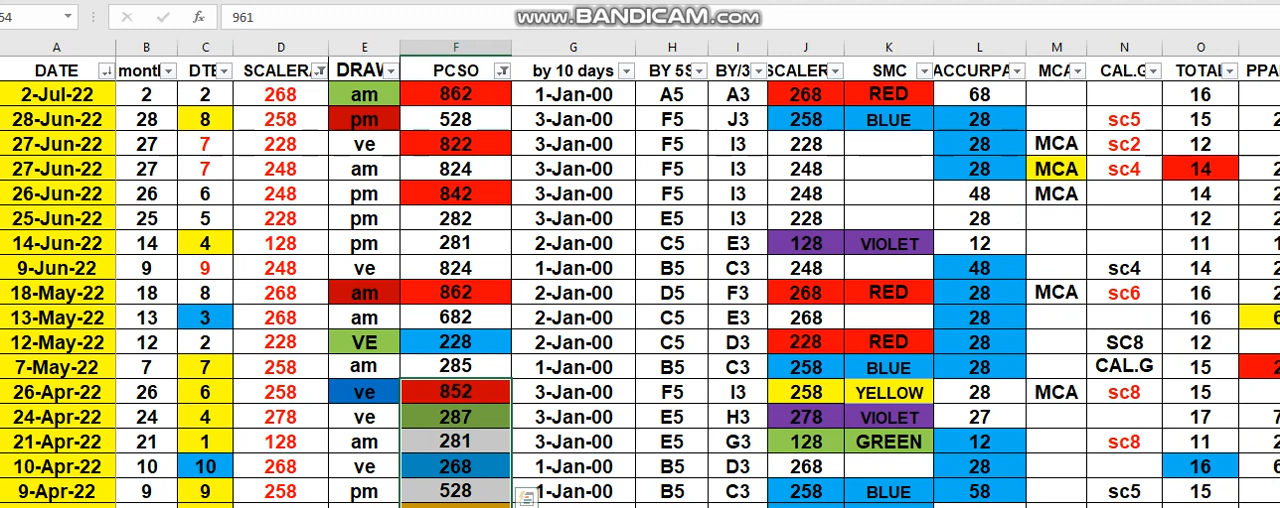 54 961 www.BANDICAM.com
A B C D E F G H I J K L M N O
DATE month DTE SCALER DRAW PCSO by 10 days BY 5S BY/3 SCALER SMC ACCURPA MCA CAL.G TOTAL PPA
2-Jul-22 2 2 268 am 862 1-Jan-00 A5 A3 268 RED 68 16
28-Jun-22 28 8 258 pm 528 3-Jan-00 F5 J3 258 BLUE 28 sc5 15 2
27-Jun-22 27 7 228 ve 822 3-Jan-00 F5 I3 228 28 MCA sc2 12
27-Jun-22 27 7 248 am 824 3-Jan-00 F5 I3 248 28 MCA sc4 14 2
26-Jun-22 26 6 248 pm 842 3-Jan-00 F5 I3 248 48 MCA 14 2
25-Jun-22 25 5 228 pm 282 3-Jan-00 E5 I3 228 28 12 2
14-Jun-22 14 4 128 pm 281 2-Jan-00 C5 E3 128 VIOLET 12 11 1
9-Jun-22 9 9 248 ve 824 1-Jan-00 B5 C3 248 48 sc4 14 2
18-May-22 18 8 268 am 862 2-Jan-00 D5 F3 268 RED 28 MCA sc6 16 2
13-May-22 13 3 268 am 682 2-Jan-00 C5 E3 268 28 16 6
12-May-22 12 2 228 VE 228 2-Jan-00 C5 D3 228 RED 28 SC8 12
7-May-22 7 7 258 am 285 1-Jan-00 B5 C3 258 BLUE 28 CAL.G 15 2
26-Apr-22 26 6 258 ve 852 3-Jan-00 F5 I3 258 YELLOW 28 MCA sc8 15
24-Apr-22 24 4 278 ve 287 3-Jan-00 E5 H3 278 VIOLET 27 17 7
21-Apr-22 21 1 128 am 281 3-Jan-00 E5 G3 128 GREEN 12 sc8 11 2
10-Apr-22 10 10 268 ve 268 1-Jan-00 B5 D3 268 28 16 6
9-Apr-22 9 9 258 pm 528 1-Jan-00 B5 C3 258 BLUE 58 sc5 15 2